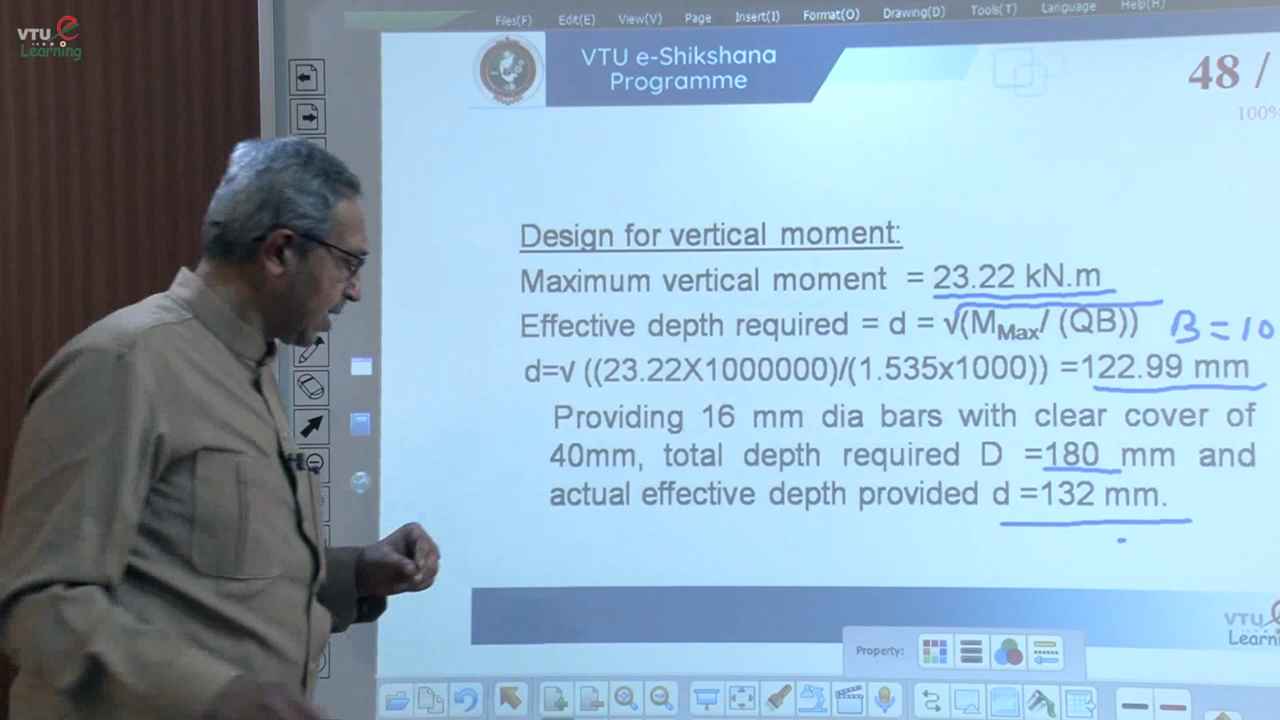 VTU e
Learning
Files(F) Edit(E) View(V) Page Insert(I) Format(O) Drawing(D) Tools(T) Language Help(H)
VTU e-Shikshana
Programme
48 /
100%
Design for vertical moment:
Maximum vertical moment = 23.22 kN.m
Effective depth required = d = √(MMax/ (QB)) B = 10
d=√ ((23.22X1000000)/(1.535x1000)) =122.99 mm
Providing 16 mm dia bars with clear cover of
40mm, total depth required D =180 mm and
actual effective depth provided d =132 mm.
VTU e
Learni
Property: